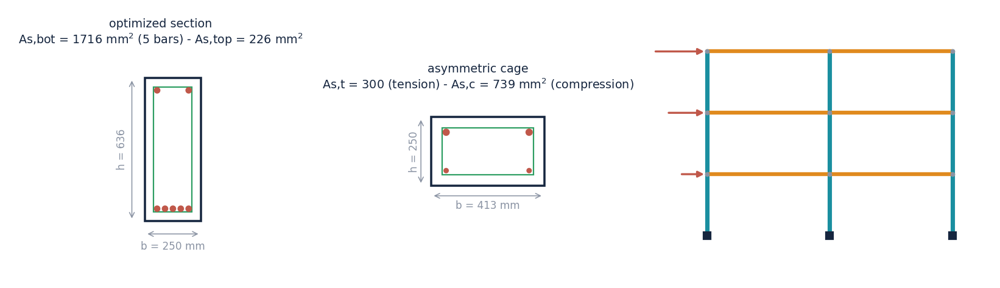 optimized section
As,bot = 1716 mm² (5 bars) - As,top = 226 mm²
h = 636
b = 250 mm
asymmetric cage
As,t = 300 (tension) - As,c = 739 mm² (compression)
h = 250
b = 413 mm